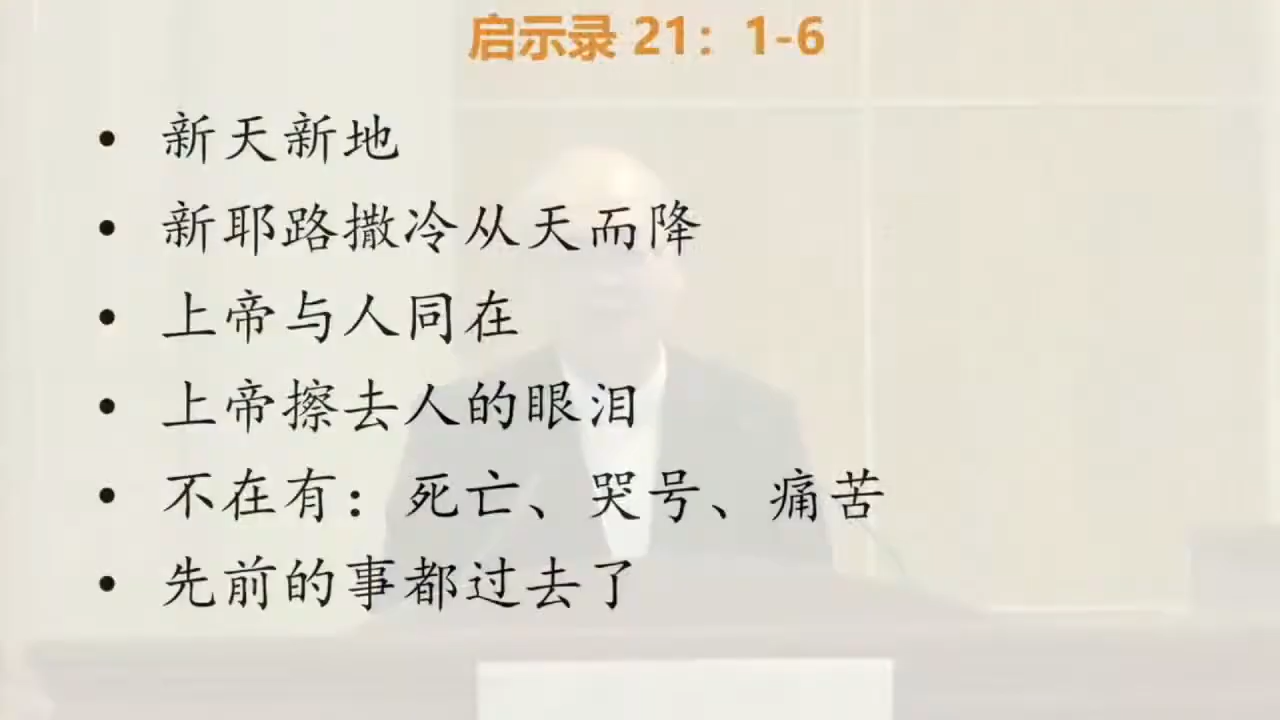 启示录 21：1-6
• 新天新地
• 新耶路撒冷从天而降
• 上帝与人同在
• 上帝擦去人的眼泪
• 不在有：死亡、哭号、痛苦
• 先前的事都过去了